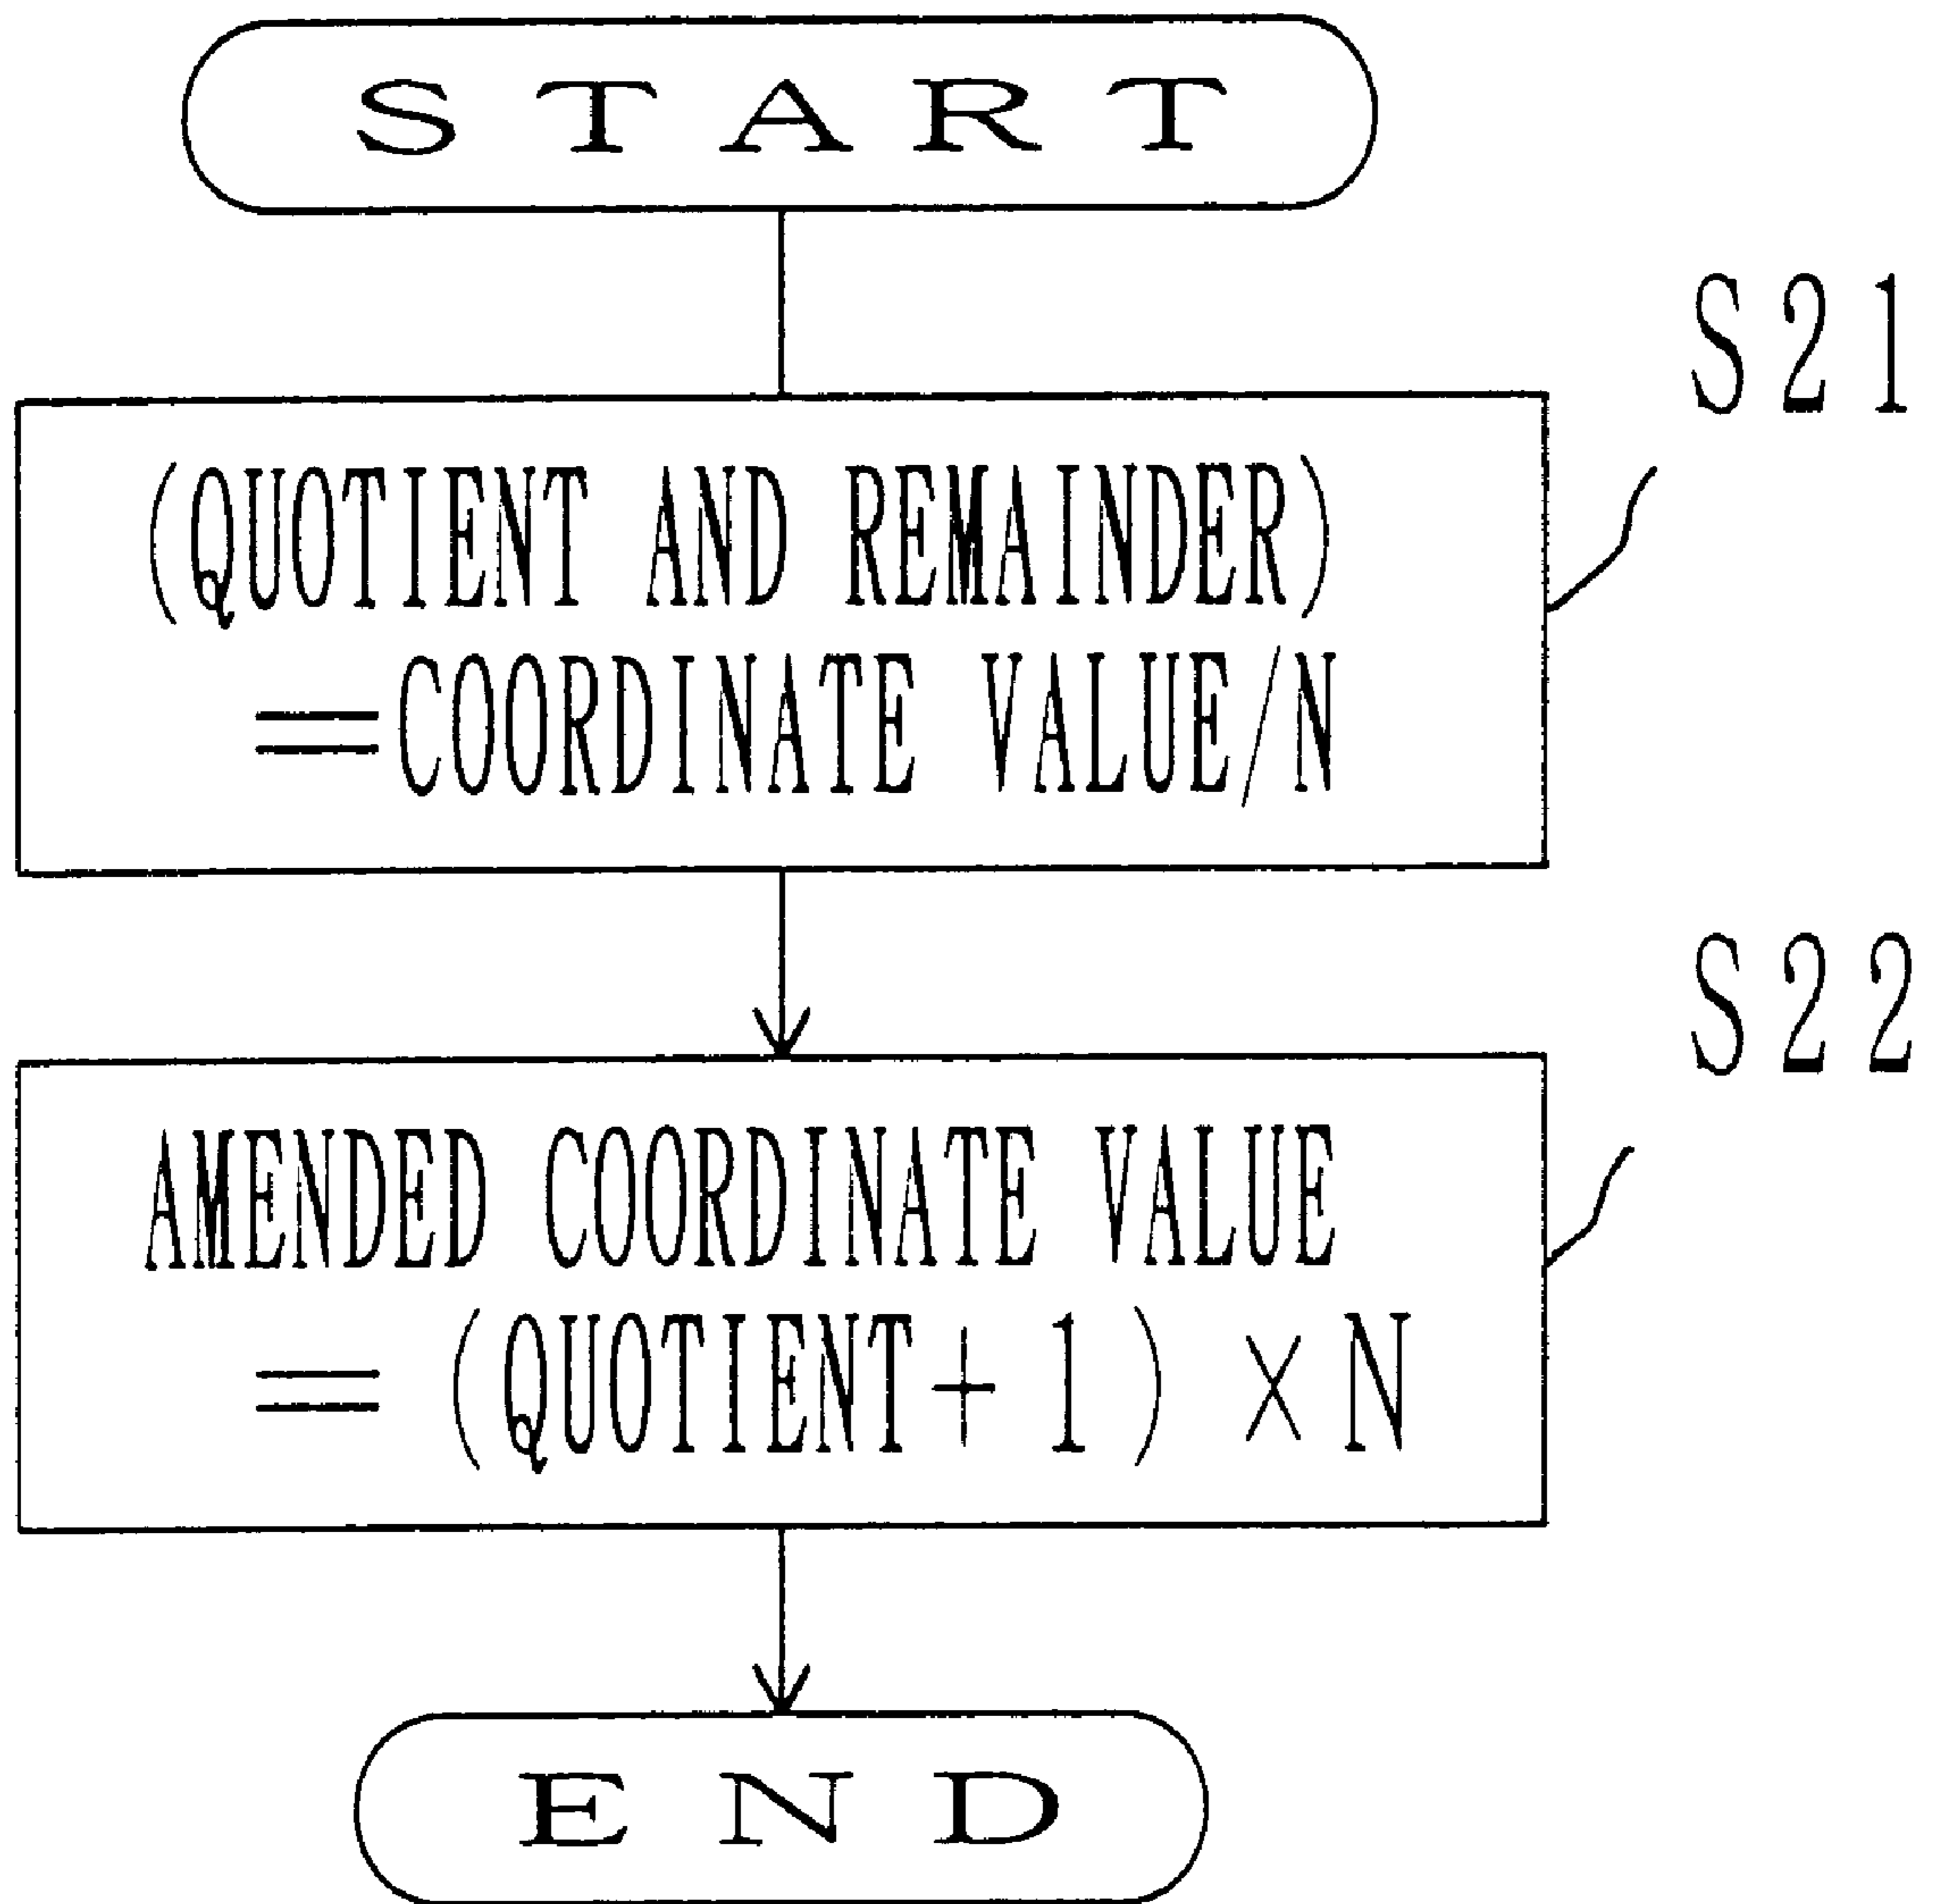 START
S21
(QUOTIENT AND REMAINDER)
=COORDINATE VALUE/N
S22
AMENDED COORDINATE VALUE
=(QUOTIENT+1)×N
END